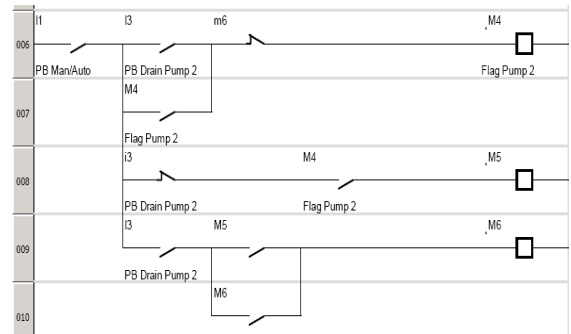 I1 I3 m6 M4
006
PB Man/Auto PB Drain Pump 2 Flag Pump 2
M4
007
Flag Pump 2
i3 M4 M5
008
PB Drain Pump 2 Flag Pump 2
I3 M5 M6
009
PB Drain Pump 2
M6
010